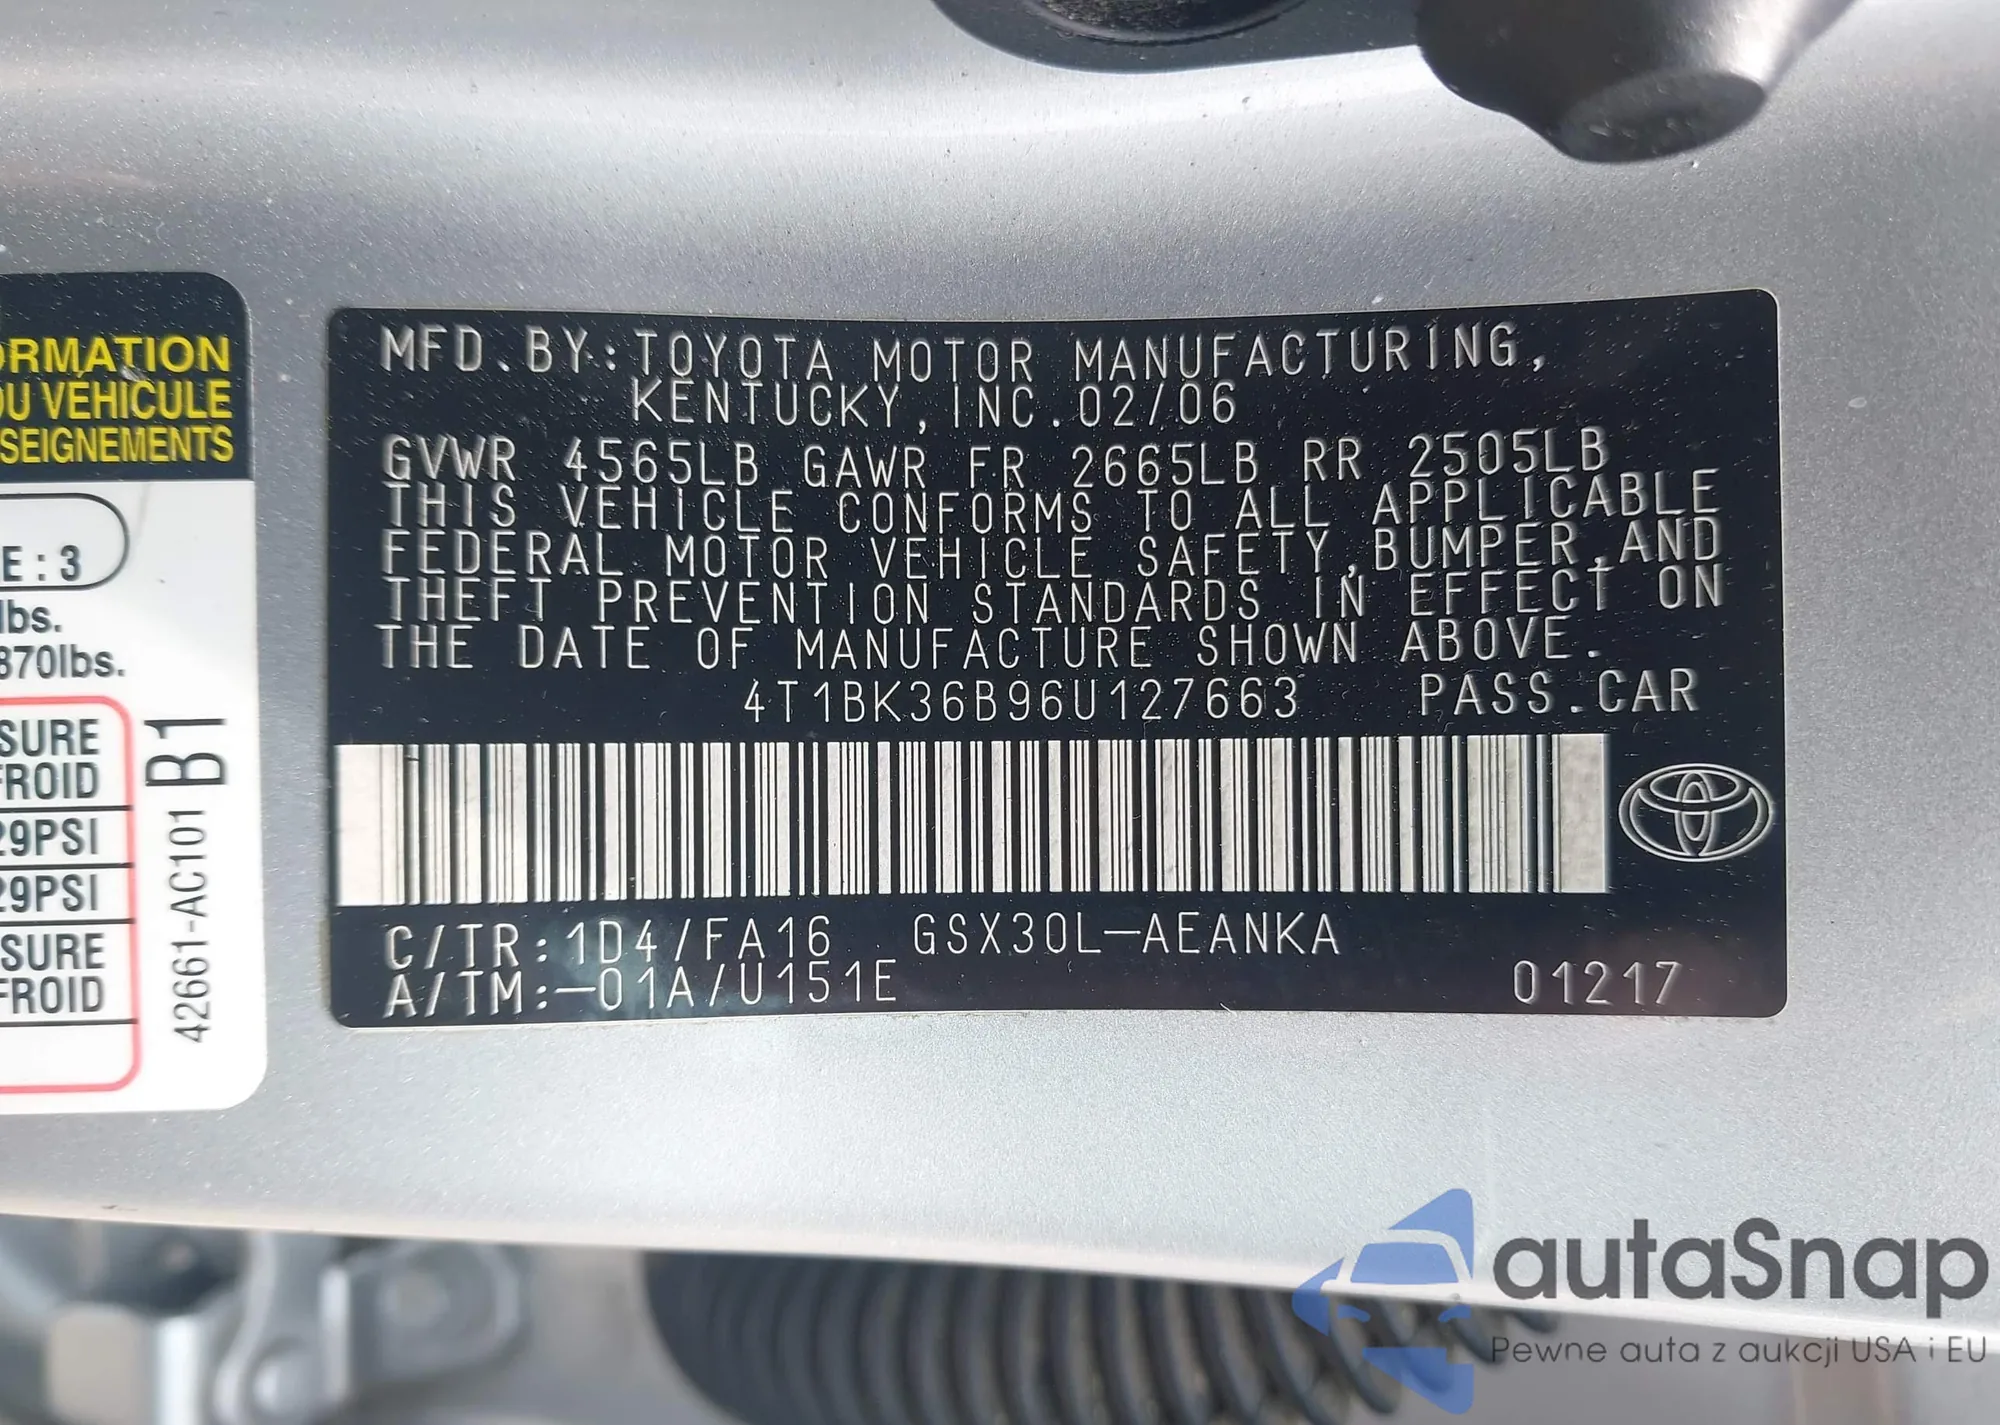 ORMATION
DU VÉHICULE
SEIGNEMENTS
E : 3
lbs.
870lbs.
SURE
FROID
29PSI
29PSI
SURE
FROID
42661-AC101 B1
MFD.BY:TOYOTA MOTOR MANUFACTURING,
KENTUCKY,INC.02/06
GVWR 4565LB GAWR FR 2665LB RR 2505LB
THIS VEHICLE CONFORMS TO ALL APPLICABLE
FEDERAL MOTOR VEHICLE SAFETY,BUMPER,AND
THEFT PREVENTION STANDARDS IN EFFECT ON
THE DATE OF MANUFACTURE SHOWN ABOVE.
4T1BK36B96U127663 PASS.CAR
C/TR:1D4/FA16 GSX30L-AEANKA
A/TM:-01A/U151E 01217
autaSnap
Pewne auta z aukcji USA i EU